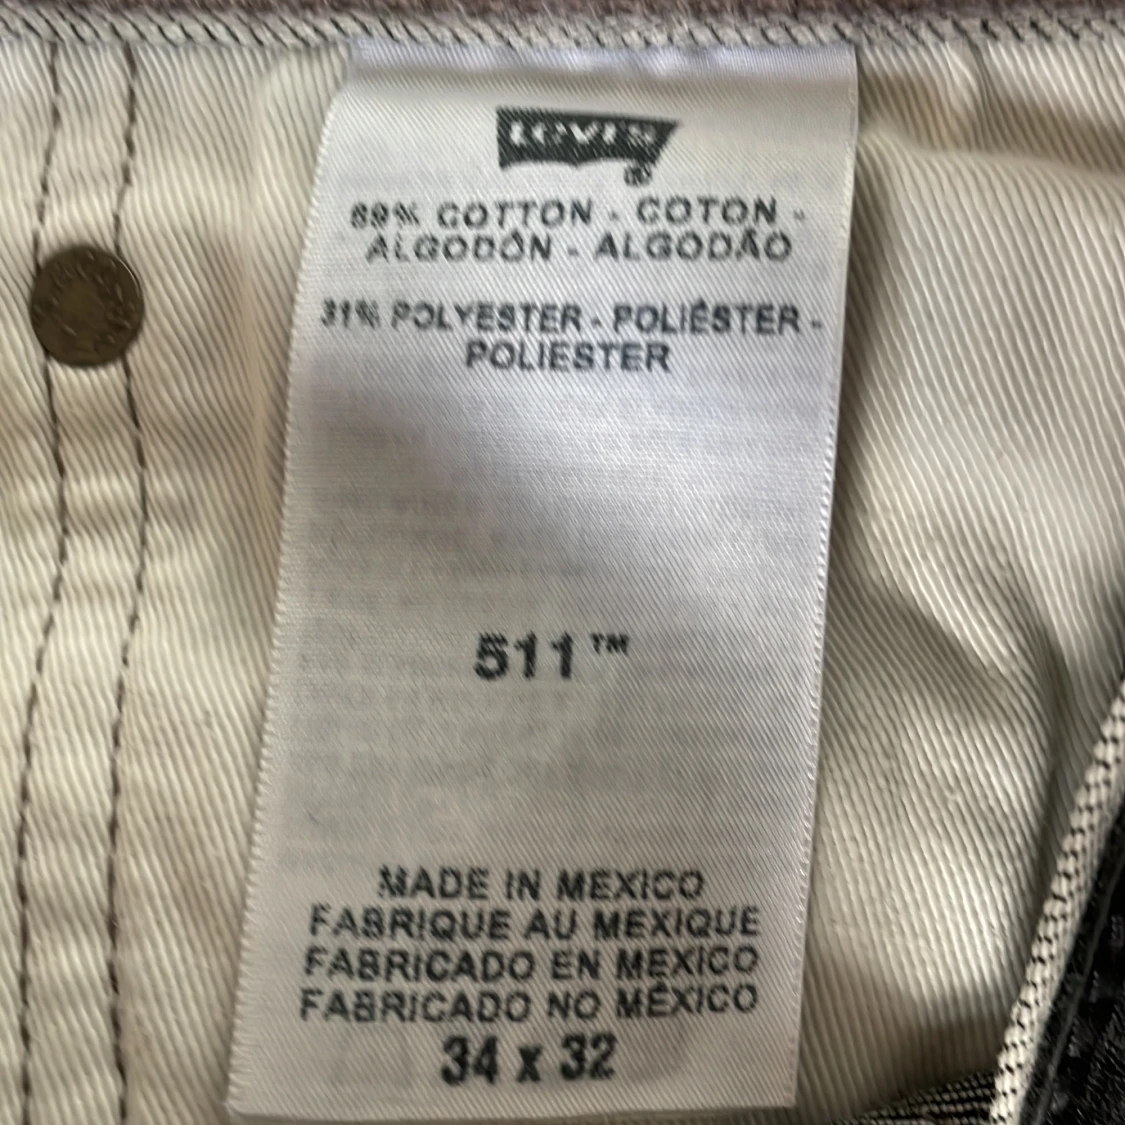 LEVI'S
®
69% COTTON - COTON -
ALGODÓN - ALGODÃO
31% POLYESTER - POLIÉSTER -
POLIESTER
511™
MADE IN MEXICO
FABRIQUE AU MEXIQUE
FABRICADO EN MÉXICO
FABRICADO NO MÉXICO
34 x 32